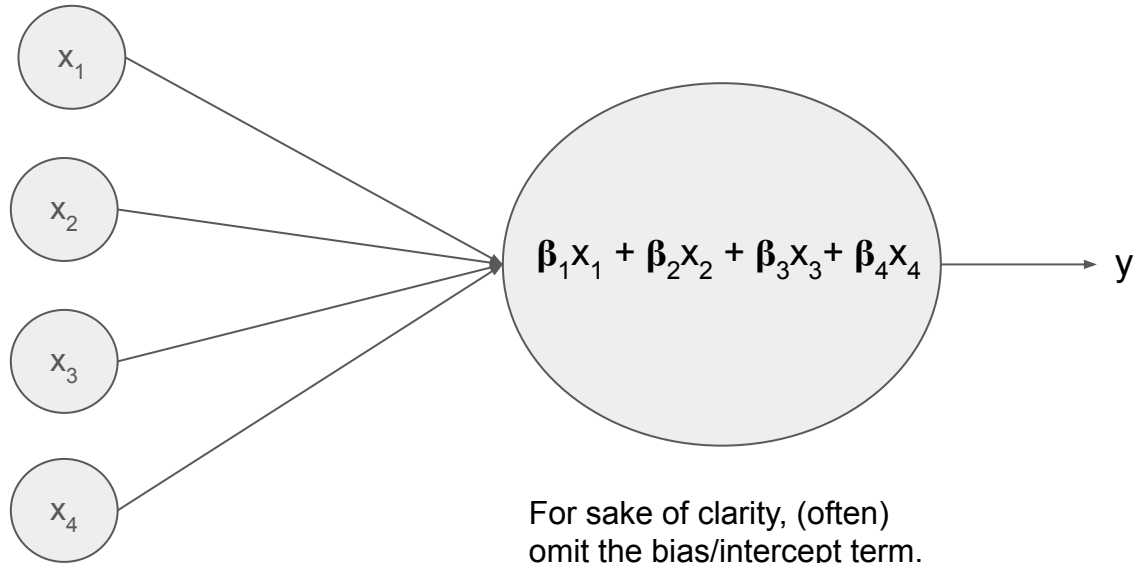 x₁
x₂
x₃
x₄
β₁x₁ + β₂x₂ + β₃x₃+ β₄x₄
y
For sake of clarity, (often)
omit the bias/intercept term.